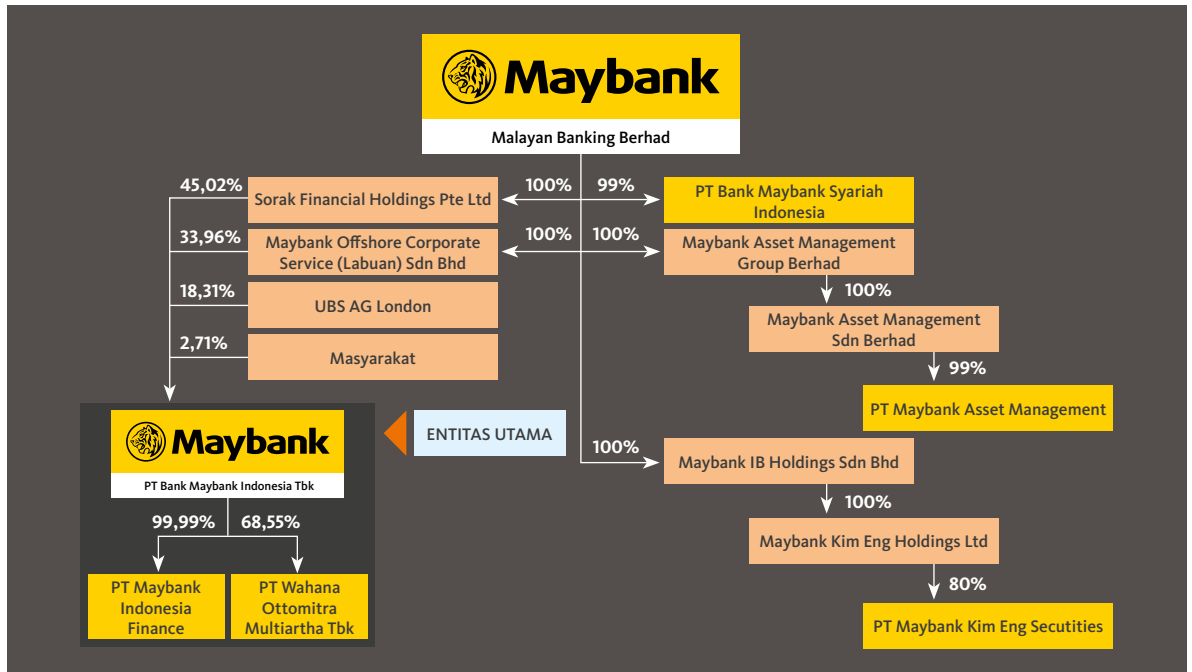 Maybank
Malayan Banking Berhad
45,02%
Sorak Financial Holdings Pte Ltd
100%
99%
PT Bank Maybank Syariah
Indonesia
33,96%
Maybank Offshore Corporate
Service (Labuan) Sdn Bhd
100%
100%
Maybank Asset Management
Group Berhad
18,31%
UBS AG London
100%
Maybank Asset Management
Sdn Berhad
2,71%
Masyarakat
99%
PT Maybank Asset Management
Maybank
PT Bank Maybank Indonesia Tbk
ENTITAS UTAMA
100%
Maybank IB Holdings Sdn Bhd
100%
Maybank Kim Eng Holdings Ltd
80%
PT Maybank Kim Eng Secutities
99,99%
68,55%
PT Maybank
Indonesia
Finance
PT Wahana
Ottomitra
Multiartha Tbk